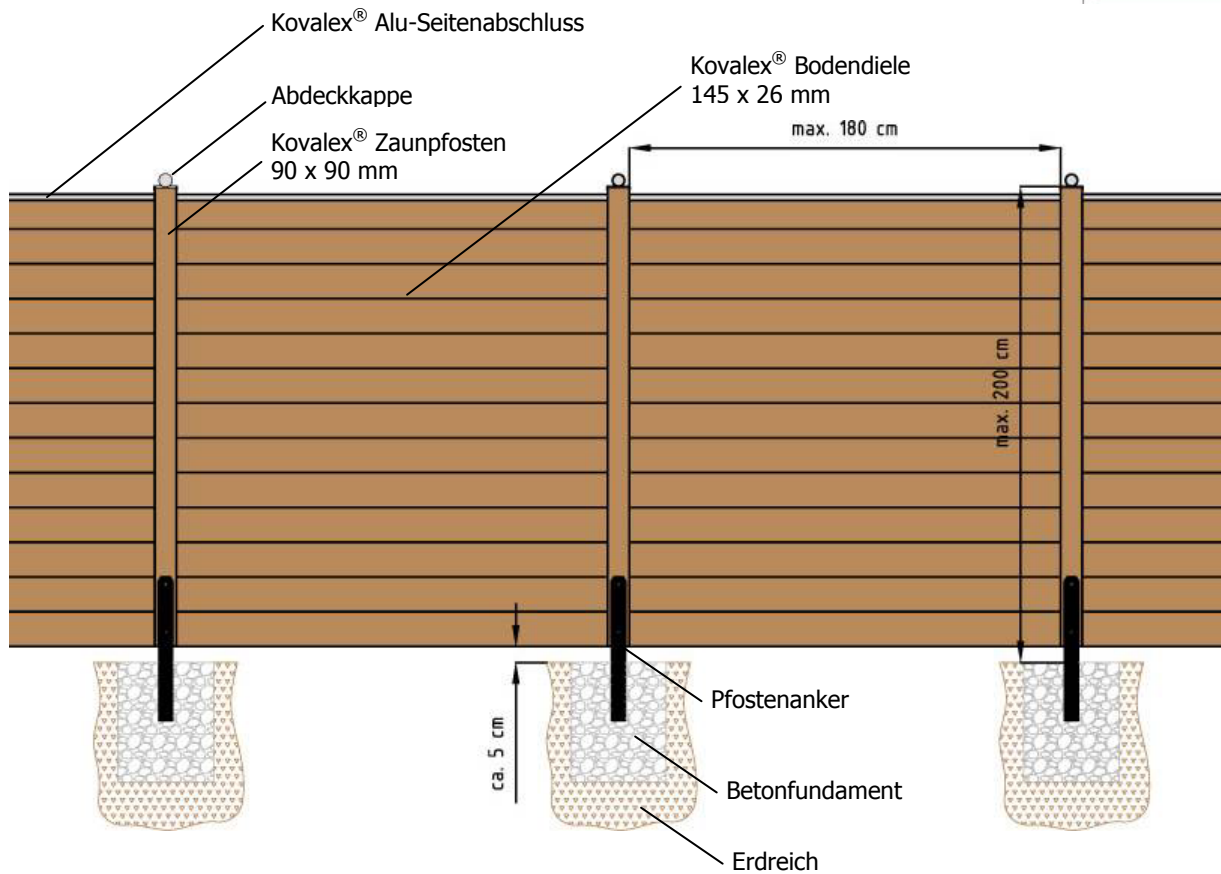 Kovalex® Alu-Seitenabschluss
Kovalex® Bodendiele
145 x 26 mm
Abdeckkappe
max. 180 cm
Kovalex® Zaunpfosten
90 x 90 mm
max. 200 cm
Pfostenanker
ca. 5 cm
Betonfundament
Erdreich